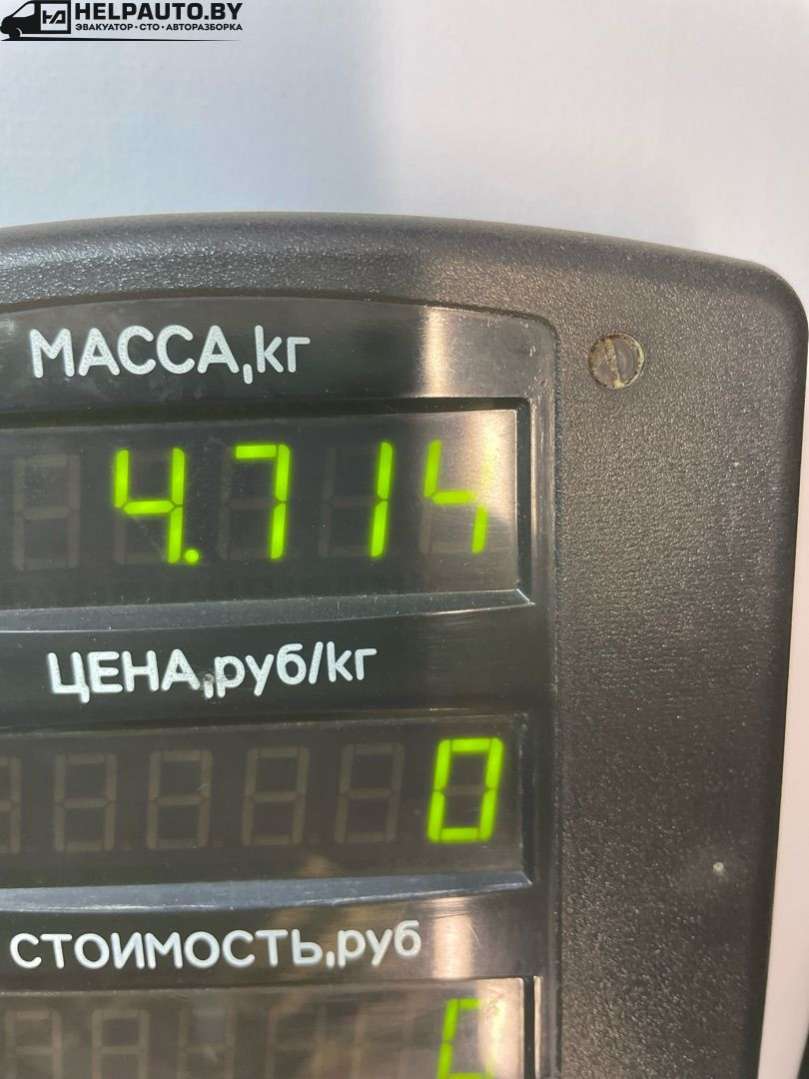 HELPAUTO.BY
ЭВАКУАТОР·СТО·АВТОРАЗБОРКА
МАССА,кг
4.714
ЦЕНА,руб/кг
0
СТОИМОСТЬ,руб